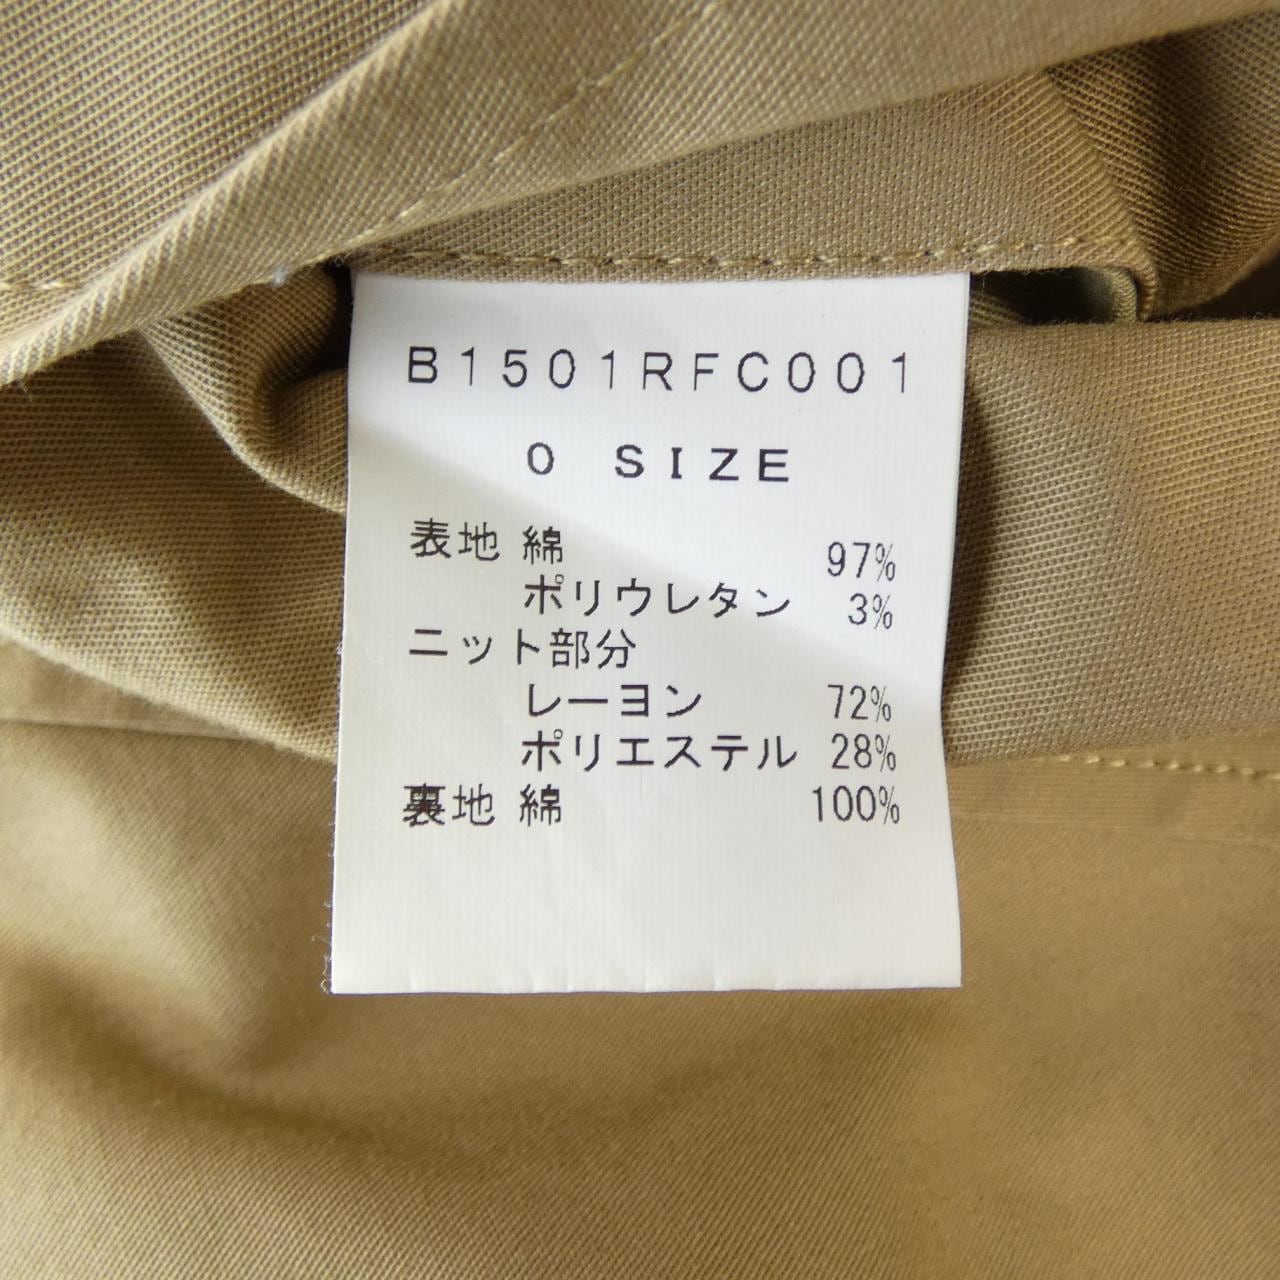 B1501RFC001
0 SIZE
表地 綿 97%
ポリウレタン 3%
ニット部分
レーヨン 72%
ポリエステル 28%
裏地 綿 100%